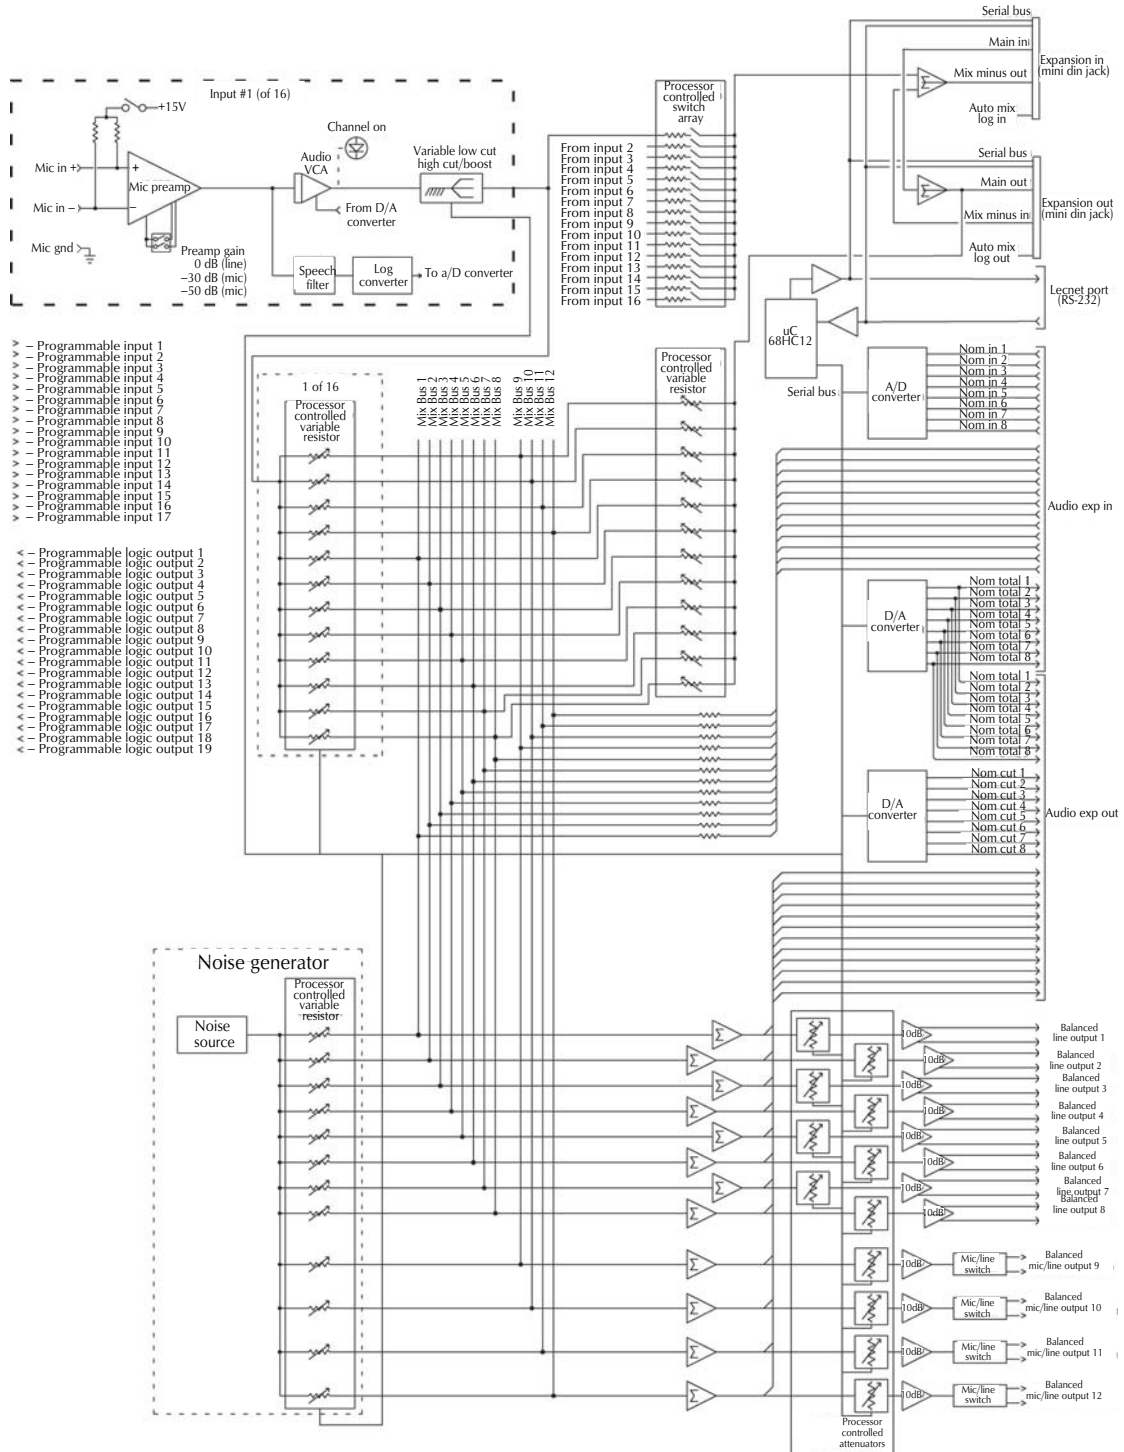 Input #1 (of 16)
+15V
Mic in +
Mic in −
Mic gnd
+
Mic preamp
−
Preamp gain
0 dB (line)
−30 dB (mic)
−50 dB (mic)
Channel on
Audio
VCA
From D/A
converter
Variable low cut
high cut/boost
Speech
filter
Log
converter
To a/D converter
Processor
controlled
switch
array
From input 2
From input 3
From input 4
From input 5
From input 6
From input 7
From input 8
From input 9
From input 10
From input 11
From input 12
From input 13
From input 14
From input 15
From input 16
Serial bus
Main in
Mix minus out
Auto mix
log in
Expansion in
(mini din jack)
Σ
Serial bus
Main out
Mix minus in
Auto mix
log out
Expansion out
(mini din jack)
Σ
Lecnet port
(RS-232)
uC
68HC12
Serial bus
A/D
converter
Nom in 1
Nom in 2
Nom in 3
Nom in 4
Nom in 5
Nom in 6
Nom in 7
Nom in 8
Audio exp in
– Programmable input 1
– Programmable input 2
– Programmable input 3
– Programmable input 4
– Programmable input 5
– Programmable input 6
– Programmable input 7
– Programmable input 8
– Programmable input 9
– Programmable input 10
– Programmable input 11
– Programmable input 12
– Programmable input 13
– Programmable input 14
– Programmable input 15
– Programmable input 16
– Programmable input 17
– Programmable logic output 1
– Programmable logic output 2
– Programmable logic output 3
– Programmable logic output 4
– Programmable logic output 5
– Programmable logic output 6
– Programmable logic output 7
– Programmable logic output 8
– Programmable logic output 9
– Programmable logic output 10
– Programmable logic output 11
– Programmable logic output 12
– Programmable logic output 13
– Programmable logic output 14
– Programmable logic output 15
– Programmable logic output 16
– Programmable logic output 17
– Programmable logic output 18
– Programmable logic output 19
1 of 16
Processor
controlled
variable
resistor
Mix Bus 1
Mix Bus 2
Mix Bus 3
Mix Bus 4
Mix Bus 5
Mix Bus 6
Mix Bus 7
Mix Bus 8
Mix Bus 9
Mix Bus 10
Mix Bus 11
Mix Bus 12
Processor
controlled
variable
resistor
D/A
converter
Nom total 1
Nom total 2
Nom total 3
Nom total 4
Nom total 5
Nom total 6
Nom total 7
Nom total 8
Nom total 1
Nom total 2
Nom total 3
Nom total 4
Nom total 5
Nom total 6
Nom total 7
Nom total 8
D/A
converter
Nom cut 1
Nom cut 2
Nom cut 3
Nom cut 4
Nom cut 5
Nom cut 6
Nom cut 7
Nom cut 8
Audio exp out
Noise generator
Processor
controlled
variable
resistor
Noise
source
Σ
10dB
Balanced
line output 1
Σ
10dB
Balanced
line output 2
Σ
10dB
Balanced
line output 3
Σ
10dB
Balanced
line output 4
Σ
10dB
Balanced
line output 5
Σ
10dB
Balanced
line output 6
Σ
10dB
Balanced
line output 7
Σ
10dB
Balanced
line output 8
Σ
10dB
Mic/line
switch
Balanced
mic/line output 9
Σ
10dB
Mic/line
switch
Balanced
mic/line output 10
Σ
10dB
Mic/line
switch
Balanced
mic/line output 11
Σ
10dB
Mic/line
switch
Balanced
mic/line output 12
Processor
controlled
attenuators